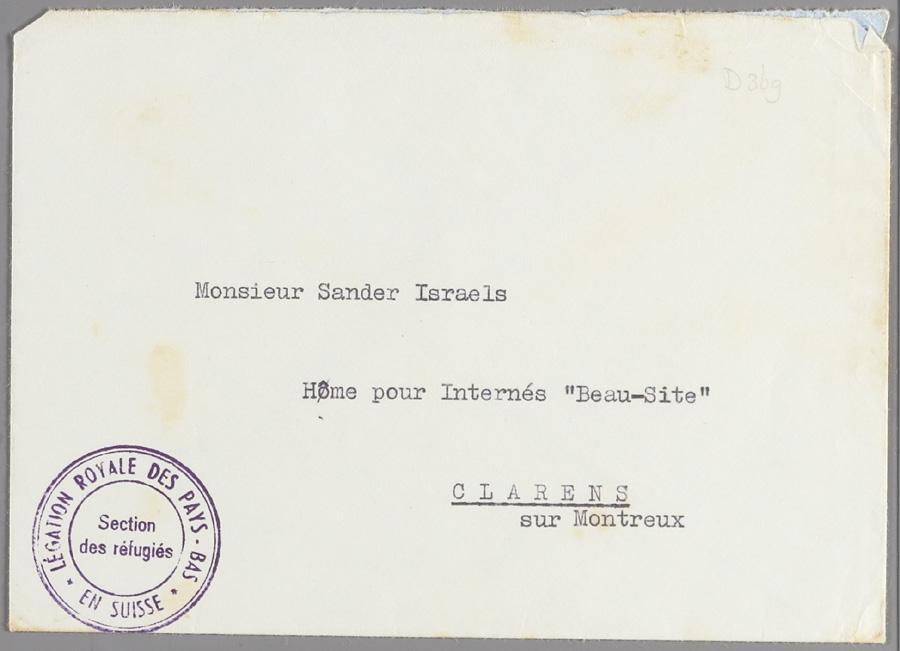 D3bg
Monsieur Sander Israels
Hôme pour Internés "Beau-Site"
CLARENS
sur Montreux
LÉGATION ROYALE DES PAYS-BAS
* EN SUISSE *
Section
des réfugiés